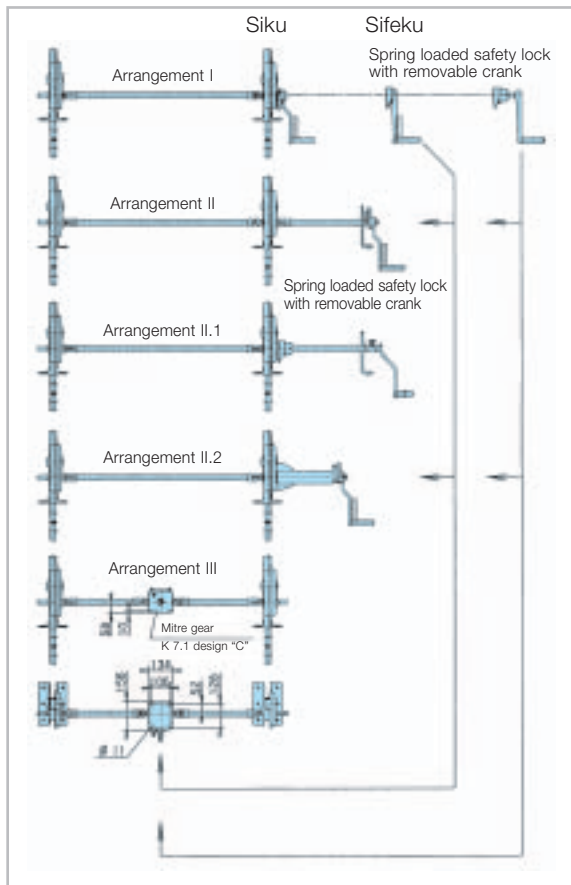 Siku Sifeku
Spring loaded safety lock
with removable crank
Arrangement I
Arrangement II
Spring loaded safety lock
with removable crank
Arrangement II.1
Arrangement II.2
Arrangement III
Mitre gear
K 7.1 design “C”
Ø 11